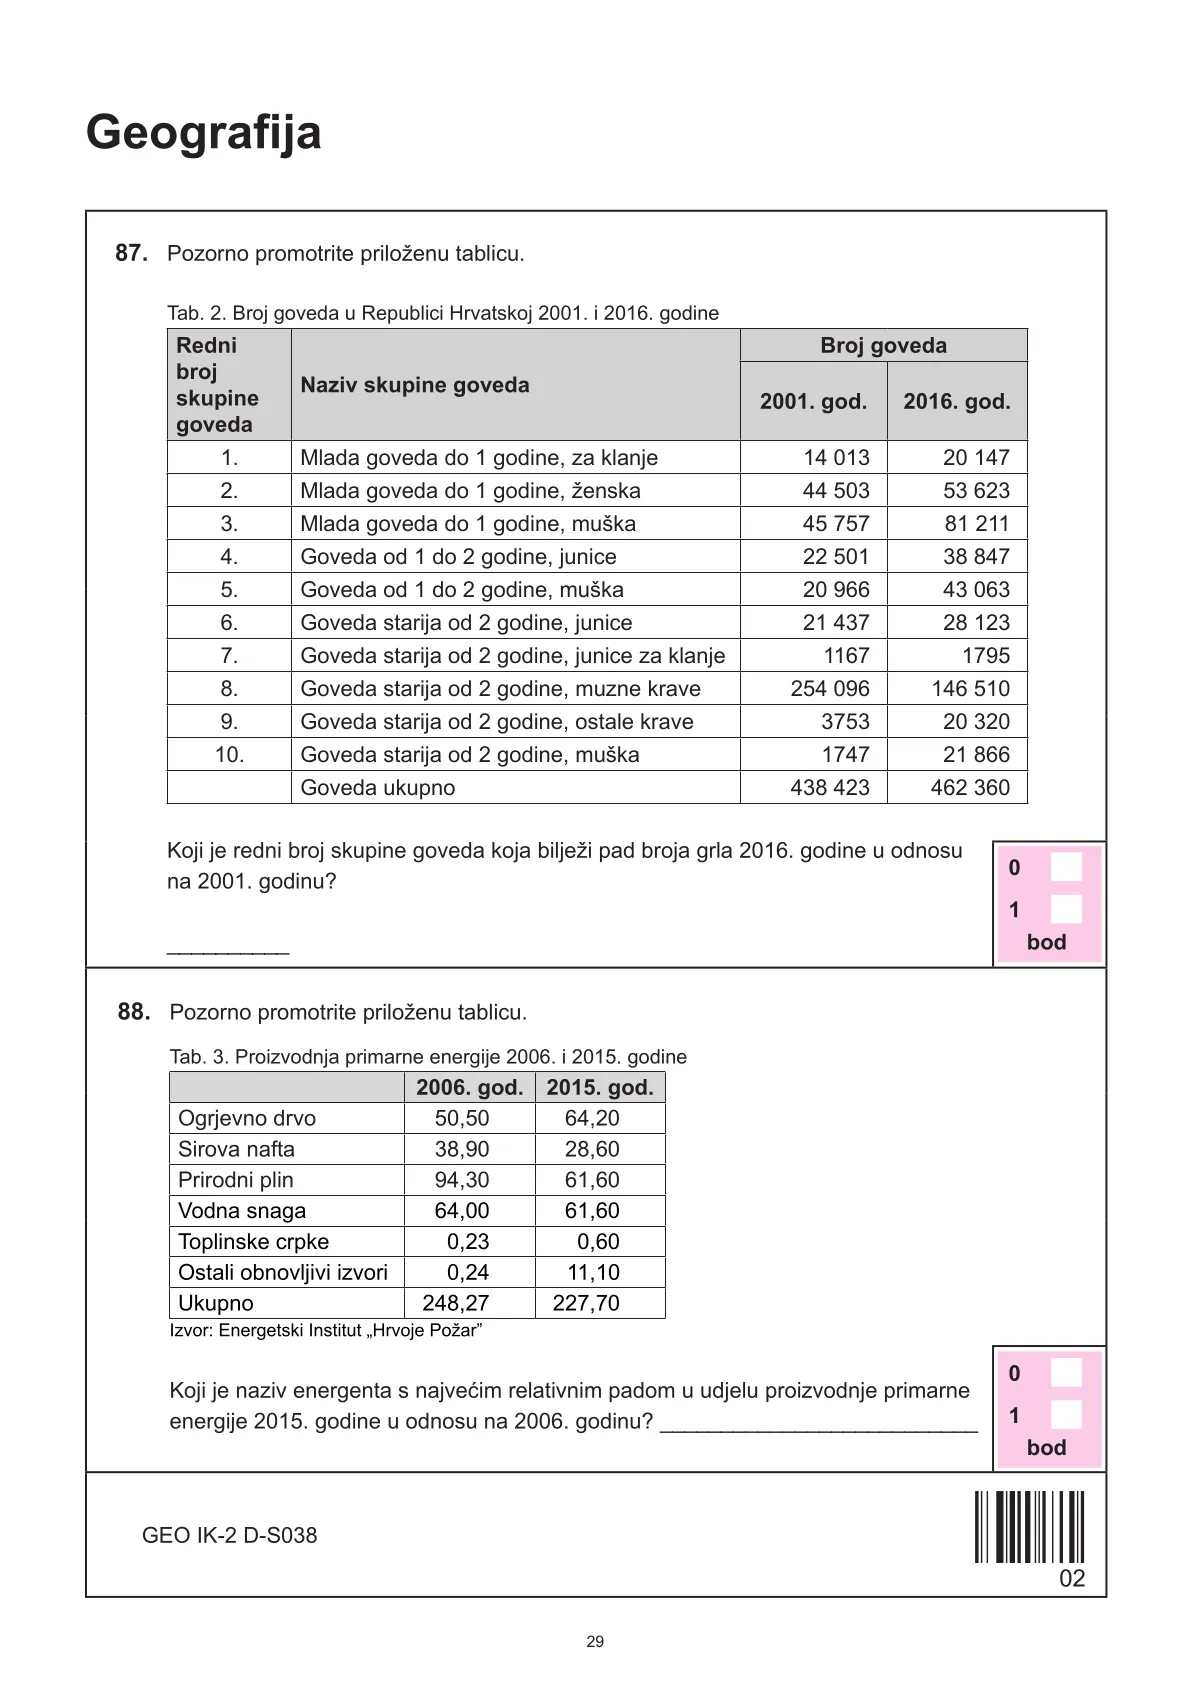 Geografija
87. Pozorno promotrite priloženu tablicu.
Tab. 2. Broj goveda u Republici Hrvatskoj 2001. i 2016. godine
Redni broj skupine goveda Naziv skupine goveda Broj goveda
2001. god. 2016. god.
1. Mlada goveda do 1 godine, za klanje 14 013 20 147
2. Mlada goveda do 1 godine, ženska 44 503 53 623
3. Mlada goveda do 1 godine, muška 45 757 81 211
4. Goveda od 1 do 2 godine, junice 22 501 38 847
5. Goveda od 1 do 2 godine, muška 20 966 43 063
6. Goveda starija od 2 godine, junice 21 437 28 123
7. Goveda starija od 2 godine, junice za klanje 1167 1795
8. Goveda starija od 2 godine, muzne krave 254 096 146 510
9. Goveda starija od 2 godine, ostale krave 3753 20 320
10. Goveda starija od 2 godine, muška 1747 21 866
Goveda ukupno 438 423 462 360
Koji je redni broj skupine goveda koja bilježi pad broja grla 2016. godine u odnosu
na 2001. godinu?
__________
0
1
bod
88. Pozorno promotrite priloženu tablicu.
Tab. 3. Proizvodnja primarne energije 2006. i 2015. godine
2006. god. 2015. god.
Ogrjevno drvo 50,50 64,20
Sirova nafta 38,90 28,60
Prirodni plin 94,30 61,60
Vodna snaga 64,00 61,60
Toplinske crpke 0,23 0,60
Ostali obnovljivi izvori 0,24 11,10
Ukupno 248,27 227,70
Izvor: Energetski Institut „Hrvoje Požar”
Koji je naziv energenta s najvećim relativnim padom u udjelu proizvodnje primarne
energije 2015. godine u odnosu na 2006. godinu? __________________________
0
1
bod
GEO IK-2 D-S038
02
29